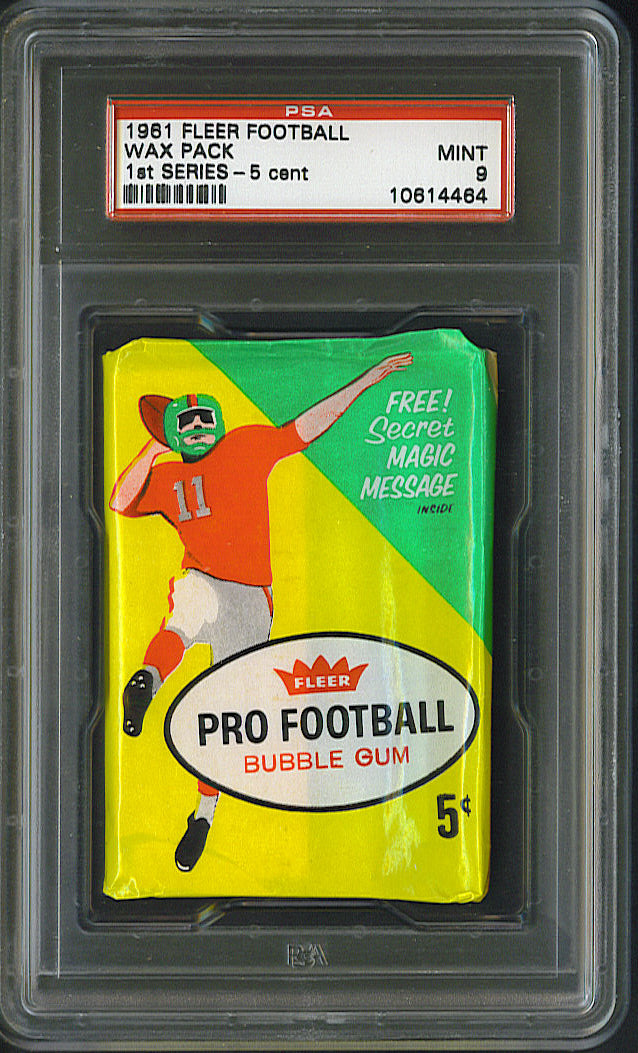 PSA
1961 FLEER FOOTBALL
WAX PACK MINT
1st SERIES - 5 cent 9
10614464
FREE!
Secret
MAGIC
MESSAGE
INSIDE
11
FLEER
PRO FOOTBALL
BUBBLE GUM
5¢
PSA